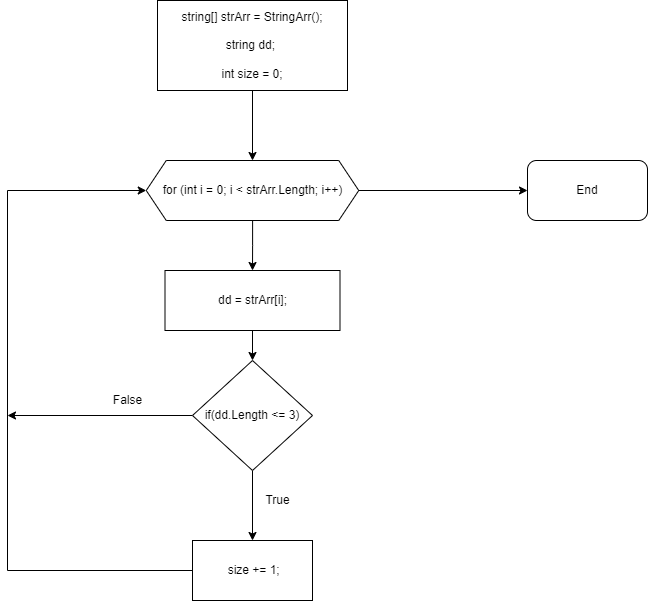 string[] strArr = StringArr();
string dd;
int size = 0;
for (int i = 0; i < strArr.Length; i++)
End
dd = strArr[i];
False
if(dd.Length <= 3)
True
size += 1;